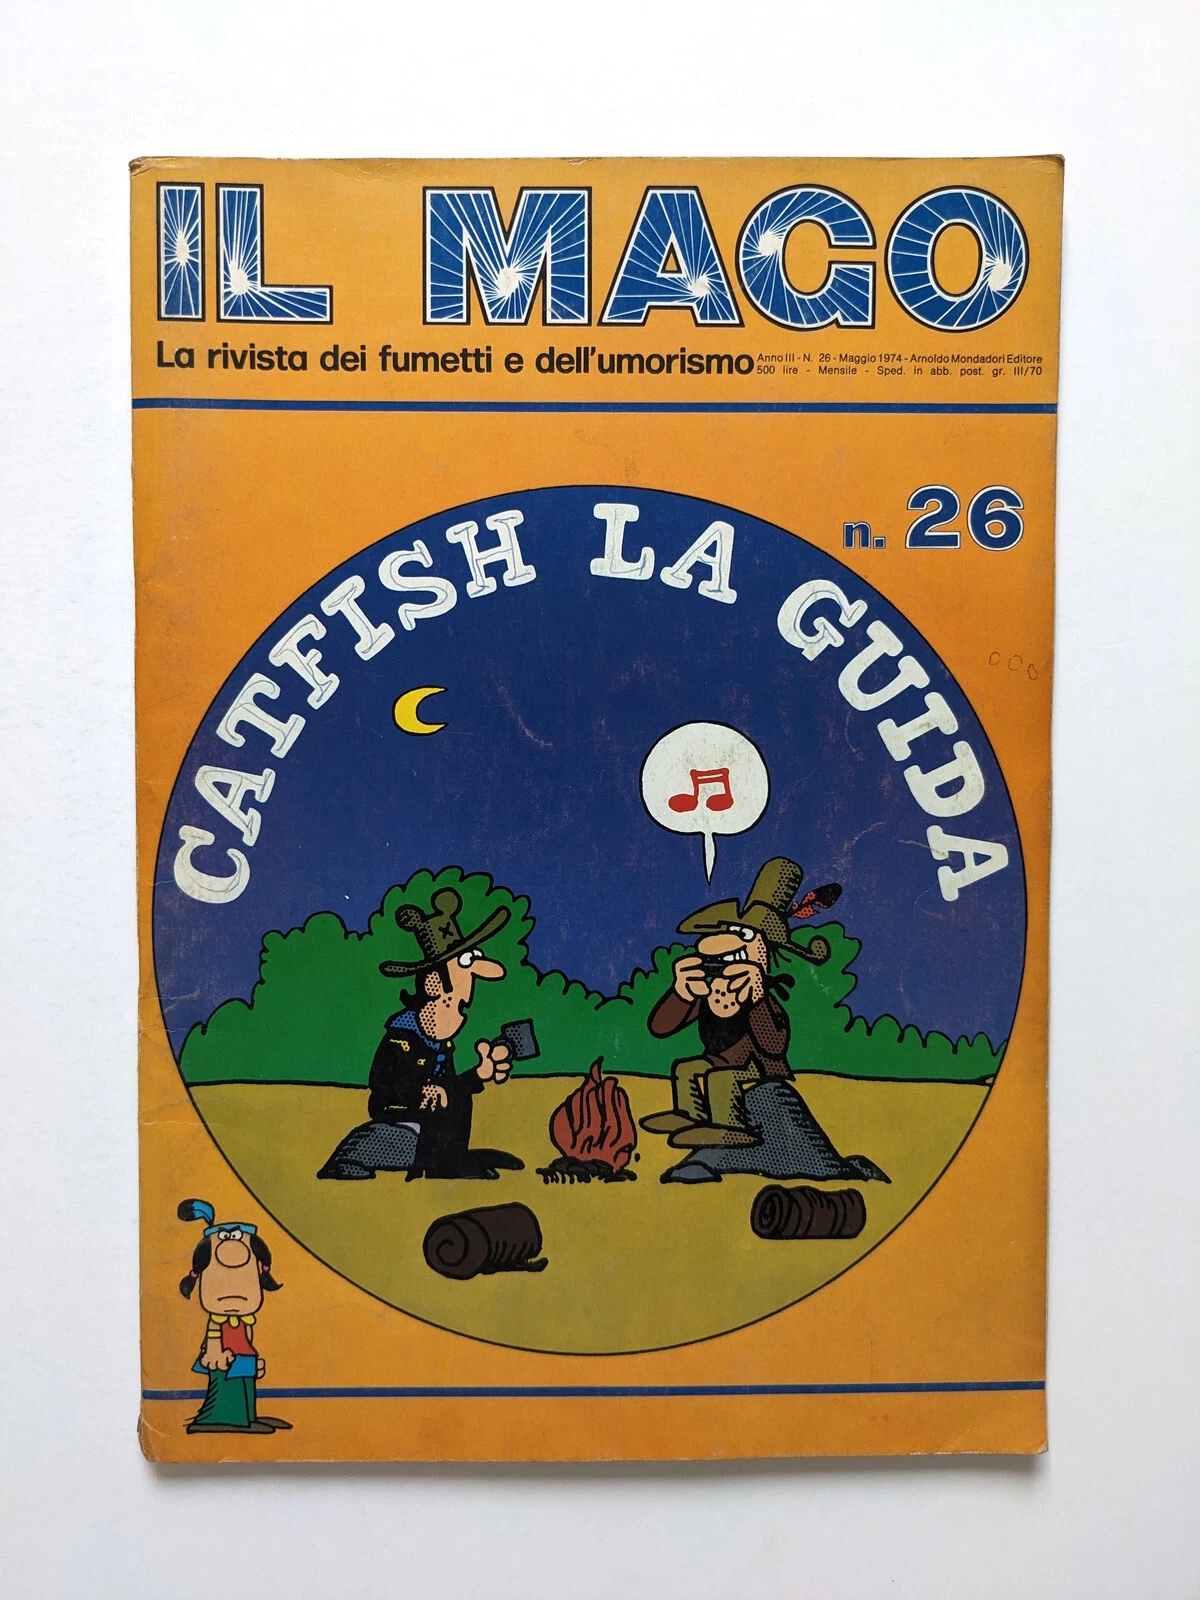 IL MAGO
La rivista dei fumetti e dell'umorismo
Anno III - N. 26 - Maggio 1974 - Arnoldo Mondadori Editore
500 lire - Mensile - Sped. in abb. post. gr. III/70
n. 26
CATFISH LA GUIDA